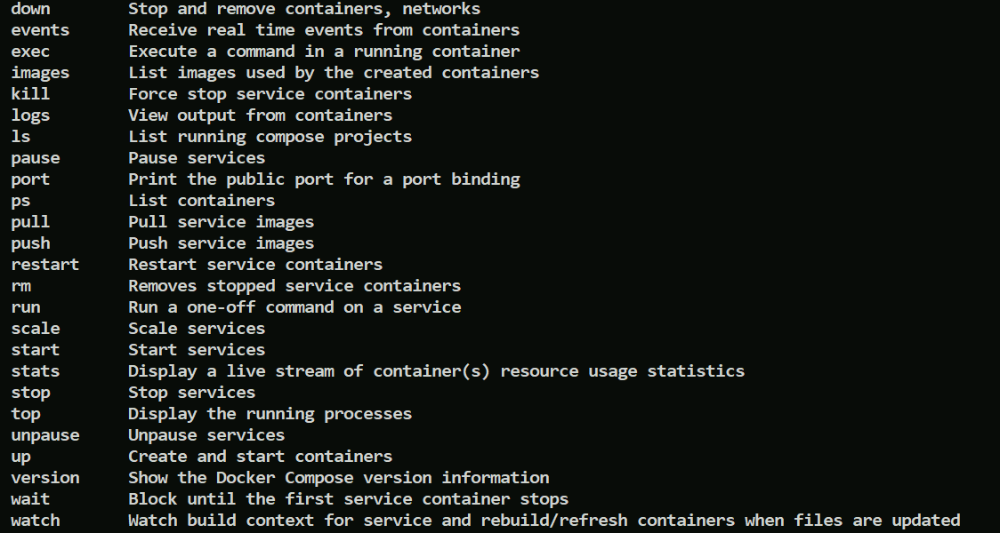 down        Stop and remove containers, networks
events      Receive real time events from containers
exec        Execute a command in a running container
images      List images used by the created containers
kill        Force stop service containers
logs        View output from containers
ls          List running compose projects
pause       Pause services
port        Print the public port for a port binding
ps          List containers
pull        Pull service images
push        Push service images
restart     Restart service containers
rm          Removes stopped service containers
run         Run a one-off command on a service
scale       Scale services
start       Start services
stats       Display a live stream of container(s) resource usage statistics
stop        Stop services
top         Display the running processes
unpause     Unpause services
up          Create and start containers
version     Show the Docker Compose version information
wait        Block until the first service container stops
watch       Watch build context for service and rebuild/refresh containers when files are updated